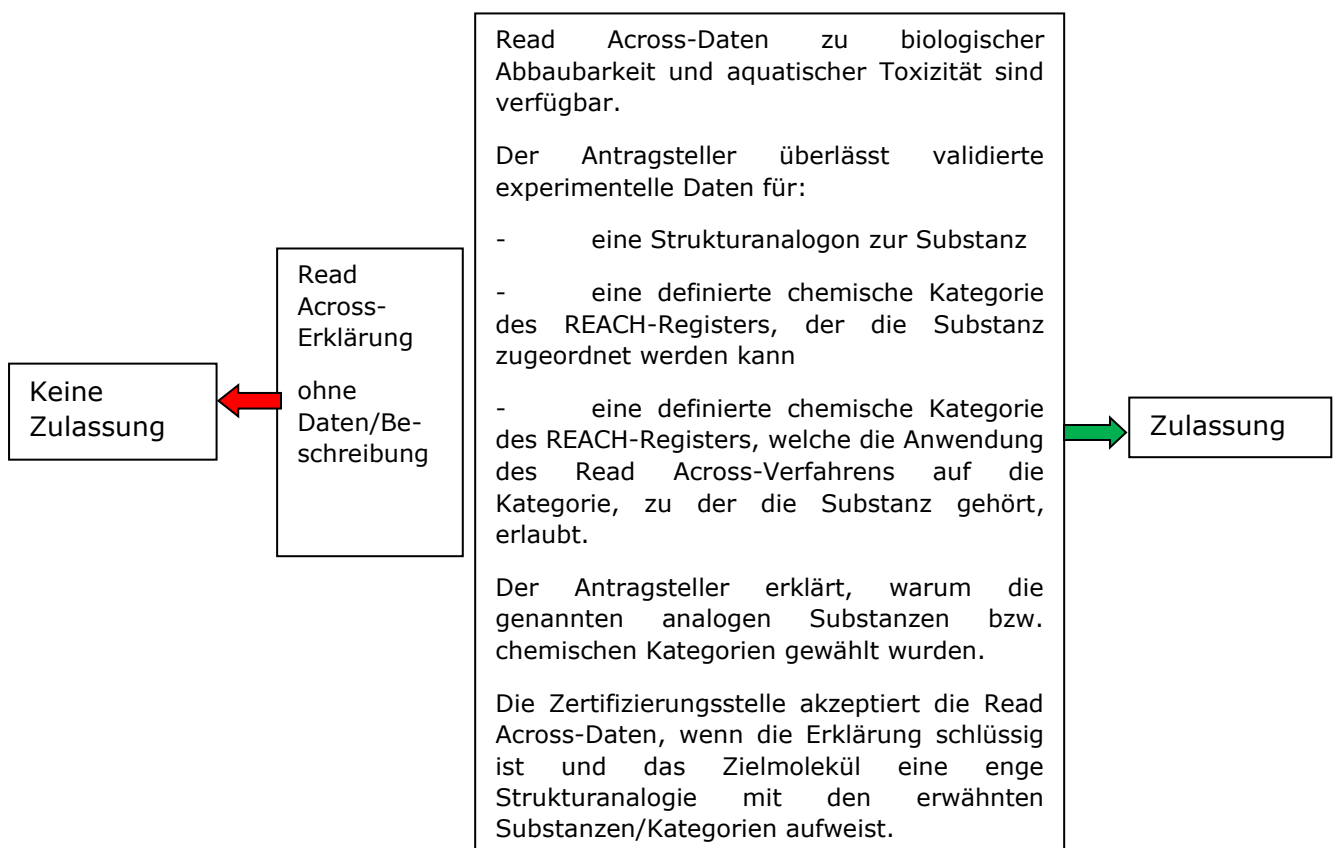 Keine
Zulassung
Read
Across-
Erklärung
ohne
Daten/Be-
schreibung
Read Across-Daten zu biologischer
Abbaubarkeit und aquatischer Toxizität sind
verfügbar.
Der Antragsteller überlässt validierte
experimentelle Daten für:
- eine Strukturanalogon zur Substanz
- eine definierte chemische Kategorie
des REACH-Registers, der die Substanz
zugeordnet werden kann
- eine definierte chemische Kategorie
des REACH-Registers, welche die Anwendung
des Read Across-Verfahrens auf die
Kategorie, zu der die Substanz gehört,
erlaubt.
Der Antragsteller erklärt, warum die
genannten analogen Substanzen bzw.
chemischen Kategorien gewählt wurden.
Die Zertifizierungsstelle akzeptiert die Read
Across-Daten, wenn die Erklärung schlüssig
ist und das Zielmolekül eine enge
Strukturanalogie mit den erwähnten
Substanzen/Kategorien aufweist.
Zulassung